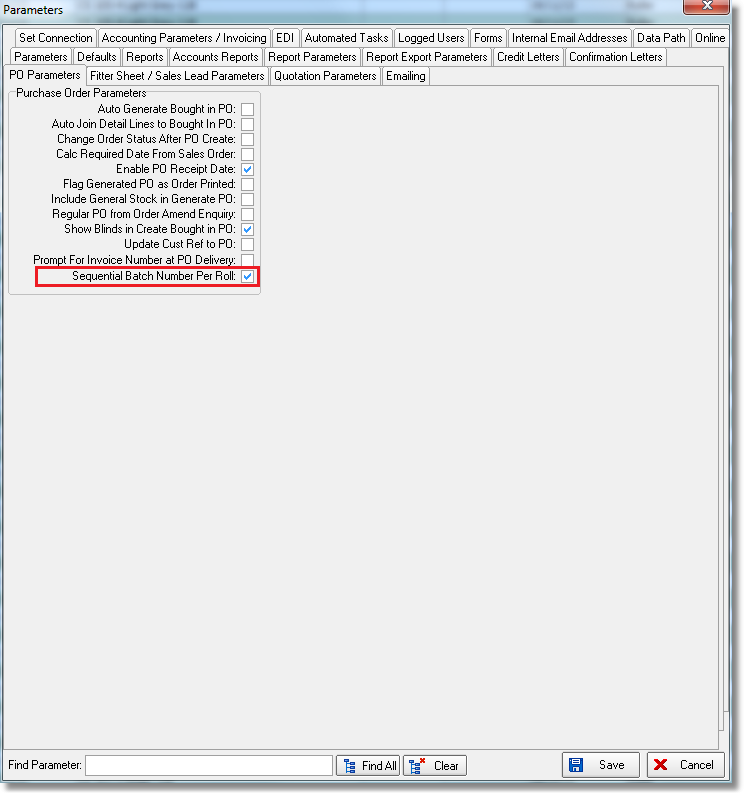 Parameters
Set Connection Accounting Parameters / Invoicing EDI Automated Tasks Logged Users Forms Internal Email Addresses Data Path Online
Parameters Defaults Reports Accounts Reports Report Parameters Report Export Parameters Credit Letters Confirmation Letters
PO Parameters Fitter Sheet / Sales Lead Parameters Quotation Parameters Emailing
Purchase Order Parameters
Auto Generate Bought in PO:
Auto Join Detail Lines to Bought In PO:
Change Order Status After PO Create:
Calc Required Date From Sales Order:
Enable PO Receipt Date:
Flag Generated PO as Order Printed:
Include General Stock in Generate PO:
Regular PO from Order Amend Enquiry:
Show Blinds in Create Bought in PO:
Update Cust Ref to PO:
Prompt For Invoice Number at PO Delivery:
Sequential Batch Number Per Roll:
Find Parameter: Find All Clear Save Cancel